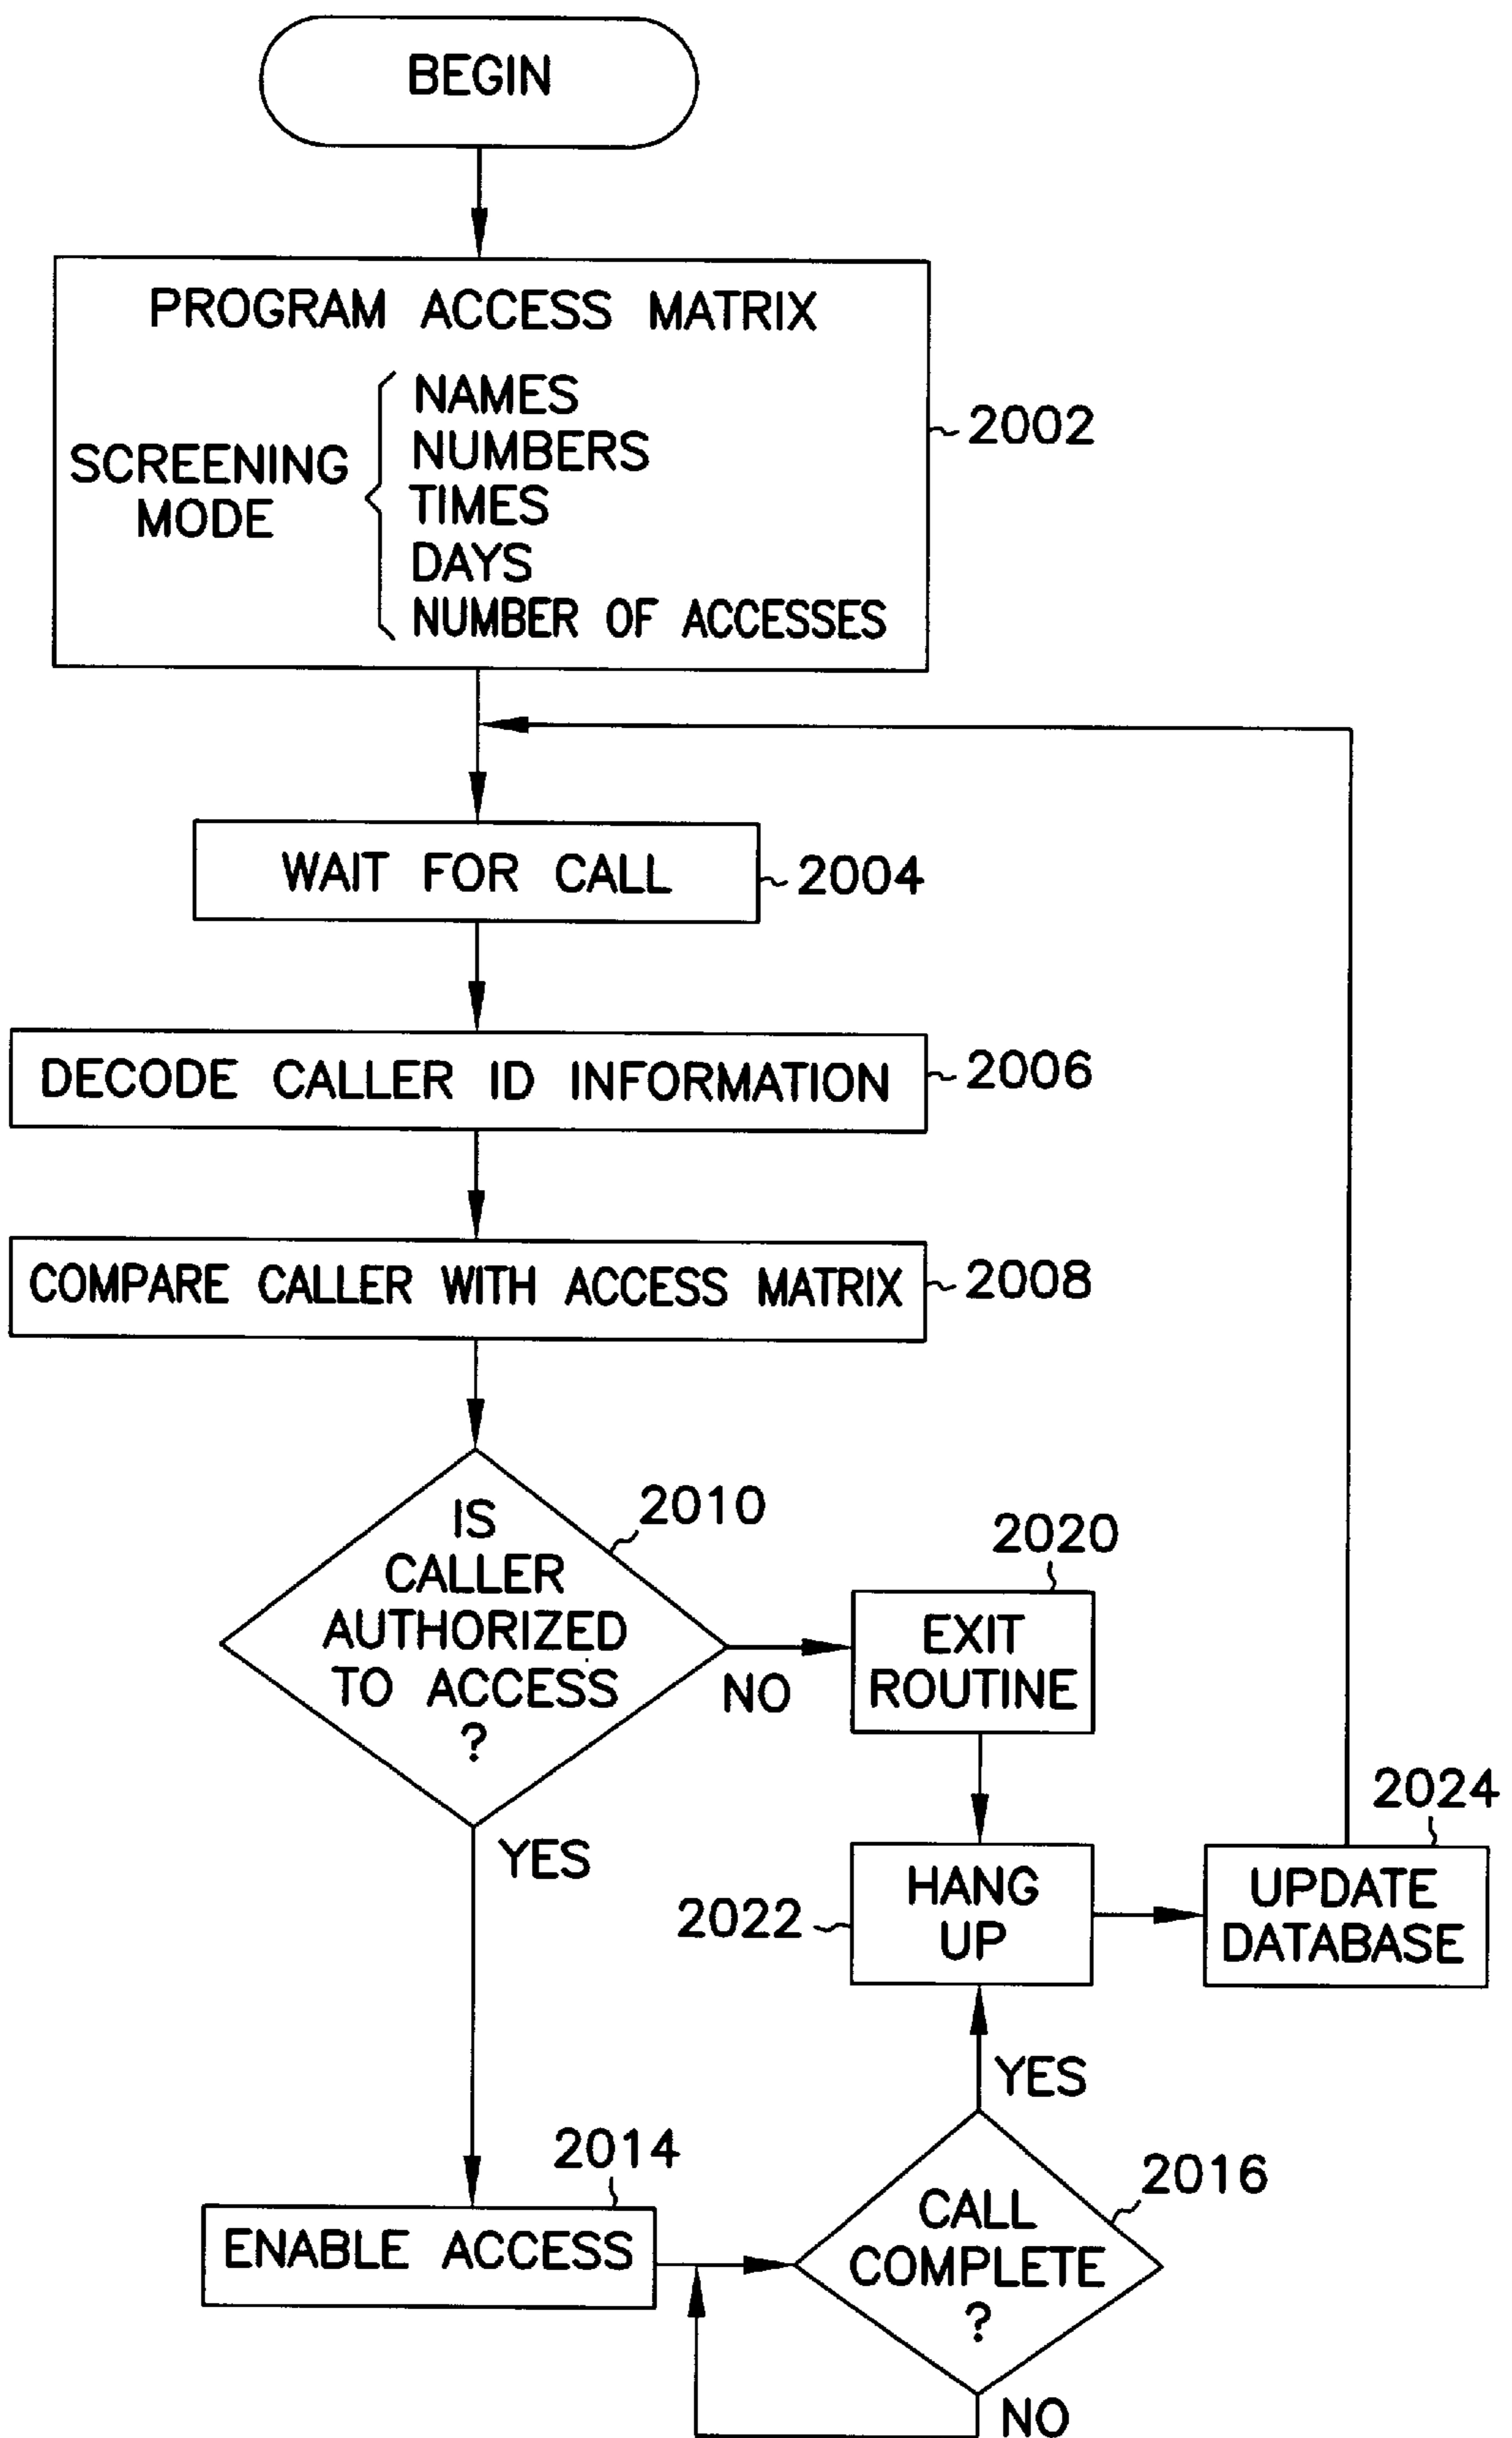 BEGIN
PROGRAM ACCESS MATRIX
SCREENING
MODE
NAMES
NUMBERS
TIMES
DAYS
NUMBER OF ACCESSES
2002
WAIT FOR CALL
2004
DECODE CALLER ID INFORMATION
2006
COMPARE CALLER WITH ACCESS MATRIX
2008
IS
CALLER
AUTHORIZED
TO ACCESS
?
2010
NO
YES
2020
EXIT
ROUTINE
2022
HANG
UP
2024
UPDATE
DATABASE
YES
2014
ENABLE ACCESS
2016
CALL
COMPLETE
?
NO